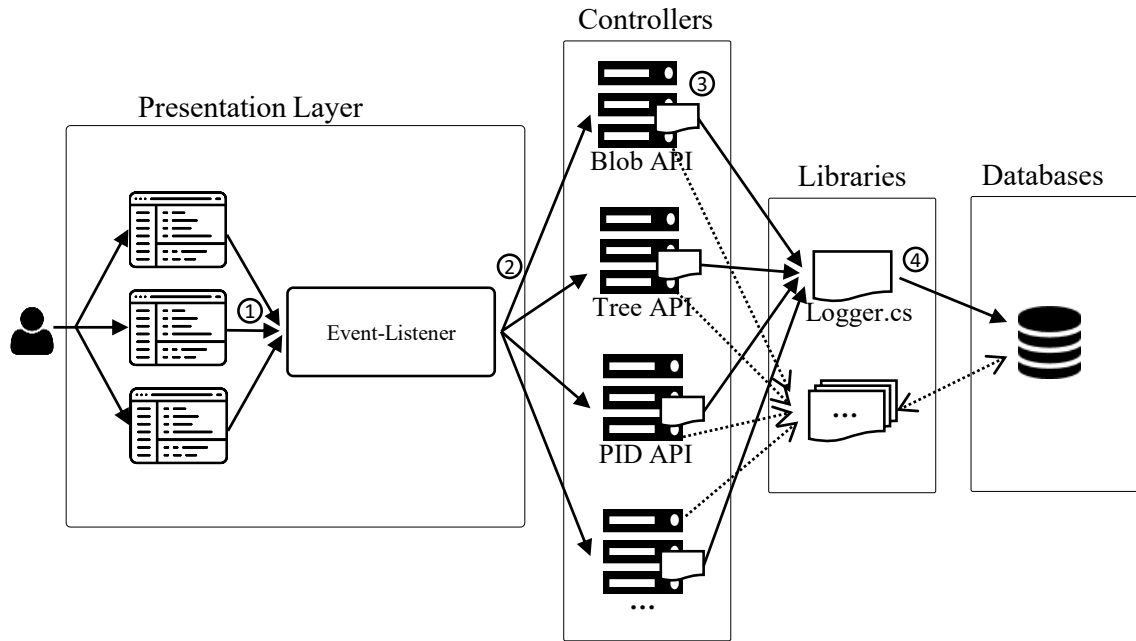 Controllers
Presentation Layer
③
Blob API
Libraries
Databases
②
④
①
Event-Listener
Tree API
Logger.cs
...
PID API
...